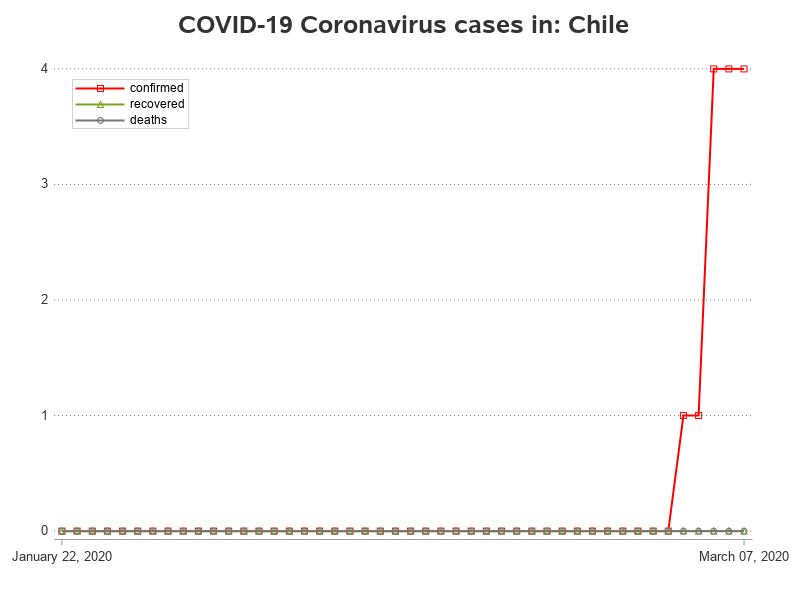 COVID-19 Coronavirus cases in: Chile
4
confirmed
recovered
deaths
3
2
1
0
January 22, 2020
March 07, 2020